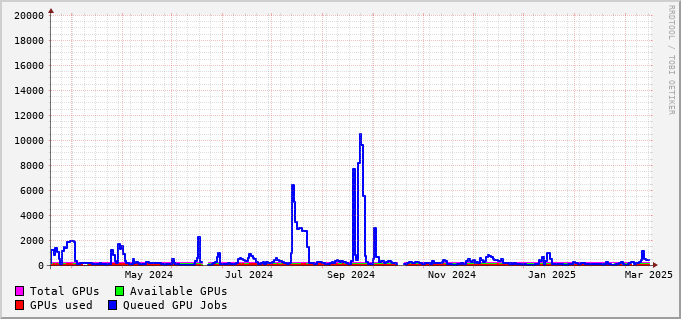 20000
18000
16000
14000
12000
10000
8000
6000
4000
2000
0
May 2024 Jul 2024 Sep 2024 Nov 2024 Jan 2025 Mar 2025
Total GPUs Available GPUs
GPUs used Queued GPU Jobs
RRDTOOL / TOBI OETIKER